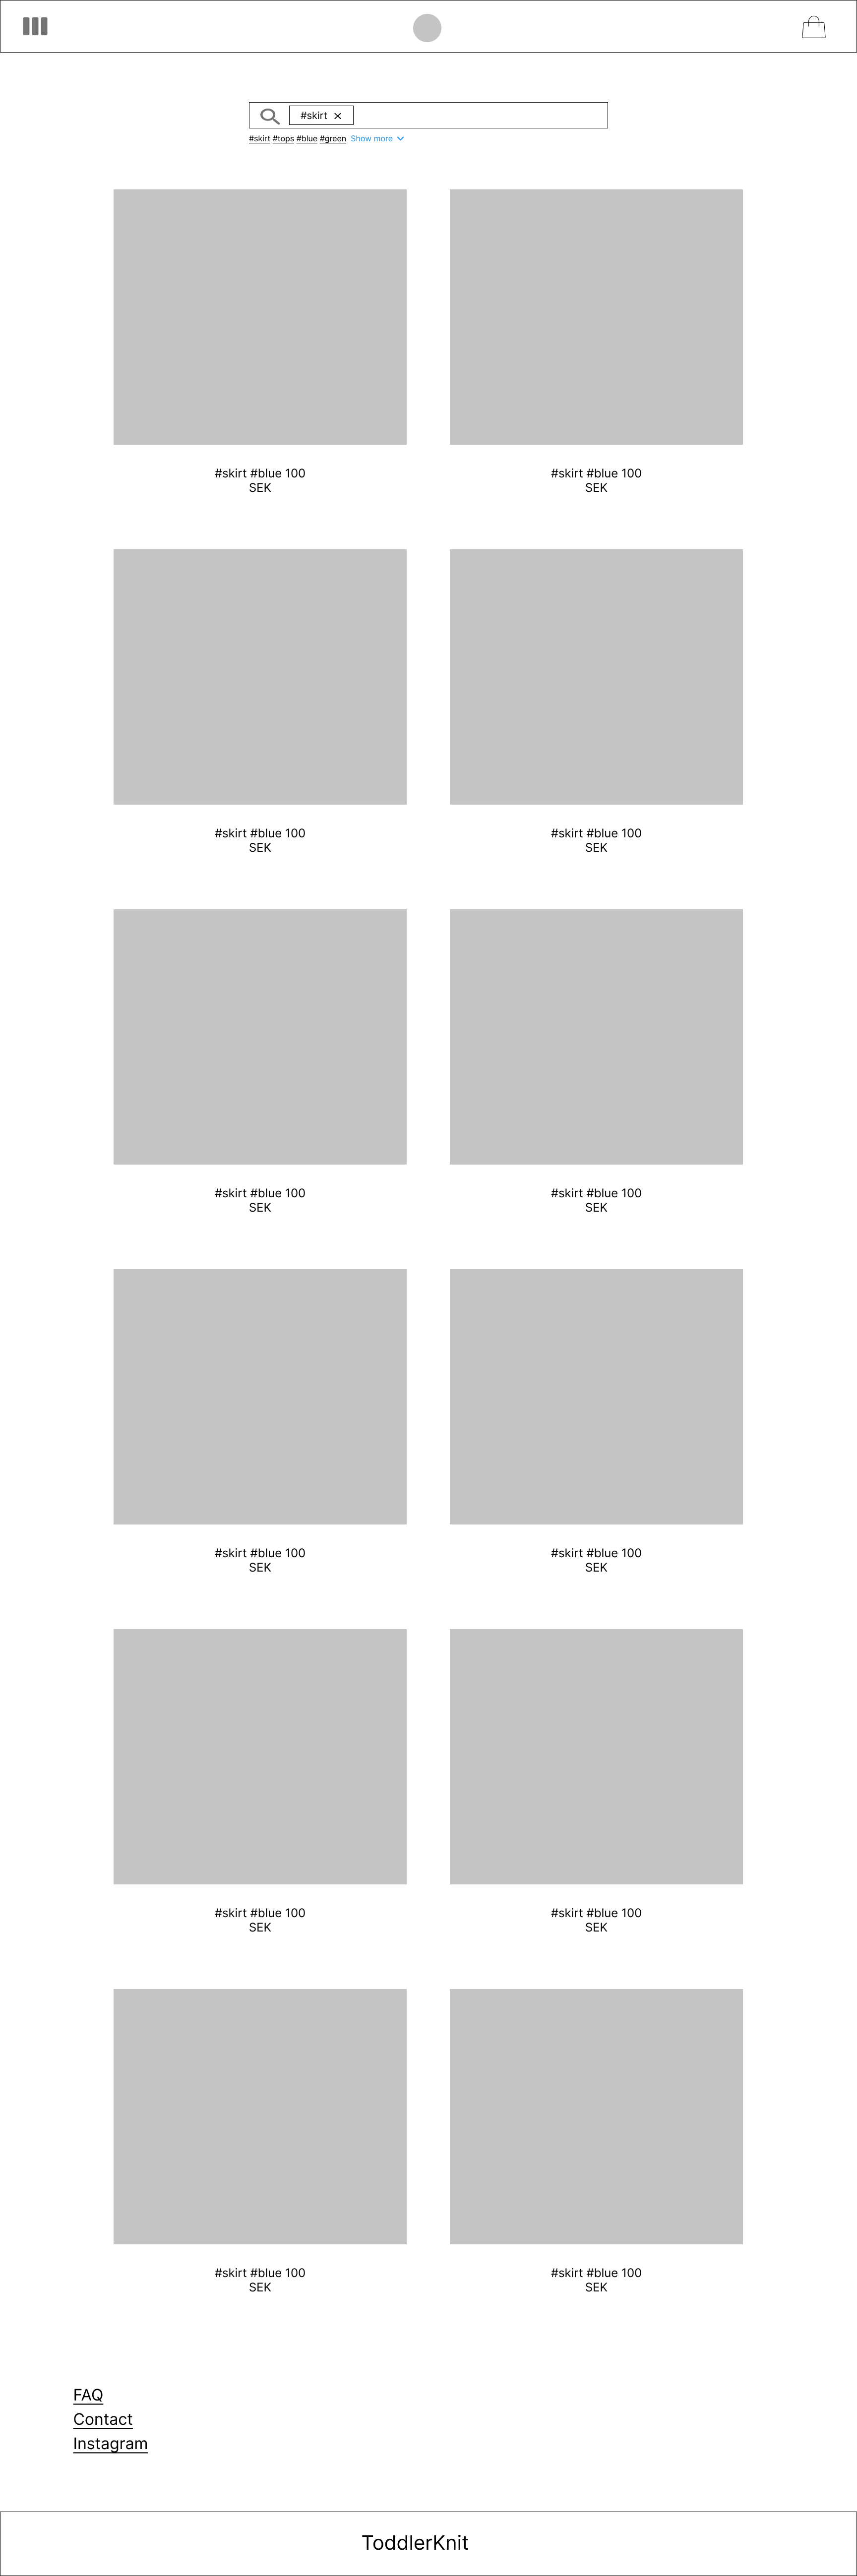 #skirt
#skirt #tops #blue #green Show more
#skirt #blue 100 #skirt #blue 100
SEK SEK
#skirt #blue 100 #skirt #blue 100
SEK SEK
#skirt #blue 100 #skirt #blue 100
SEK SEK
#skirt #blue 100 #skirt #blue 100
SEK SEK
#skirt #blue 100 #skirt #blue 100
SEK SEK
#skirt #blue 100 #skirt #blue 100
SEK SEK
FAQ
Contact
Instagram
ToddlerKnit